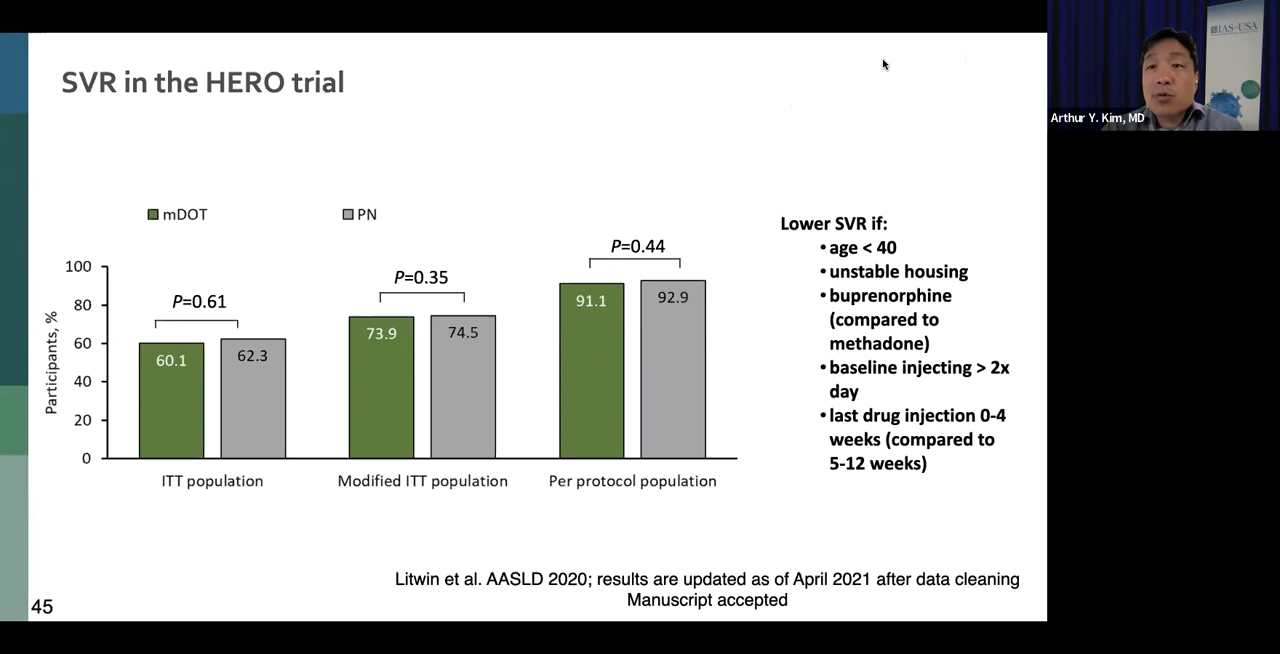 SVR in the HERO trial
IAS–USA
Arthur Y. Kim, MD
mDOT
PN
Lower SVR if:
• age < 40
• unstable housing
• buprenorphine
(compared to
methadone)
• baseline injecting > 2x
day
• last drug injection 0-4
weeks (compared to
5-12 weeks)
Participants, %
100
80
60
40
20
0
P=0.61
P=0.35
P=0.44
60.1
62.3
73.9
74.5
91.1
92.9
ITT population
Modified ITT population
Per protocol population
Litwin et al. AASLD 2020; results are updated as of April 2021 after data cleaning
Manuscript accepted
45